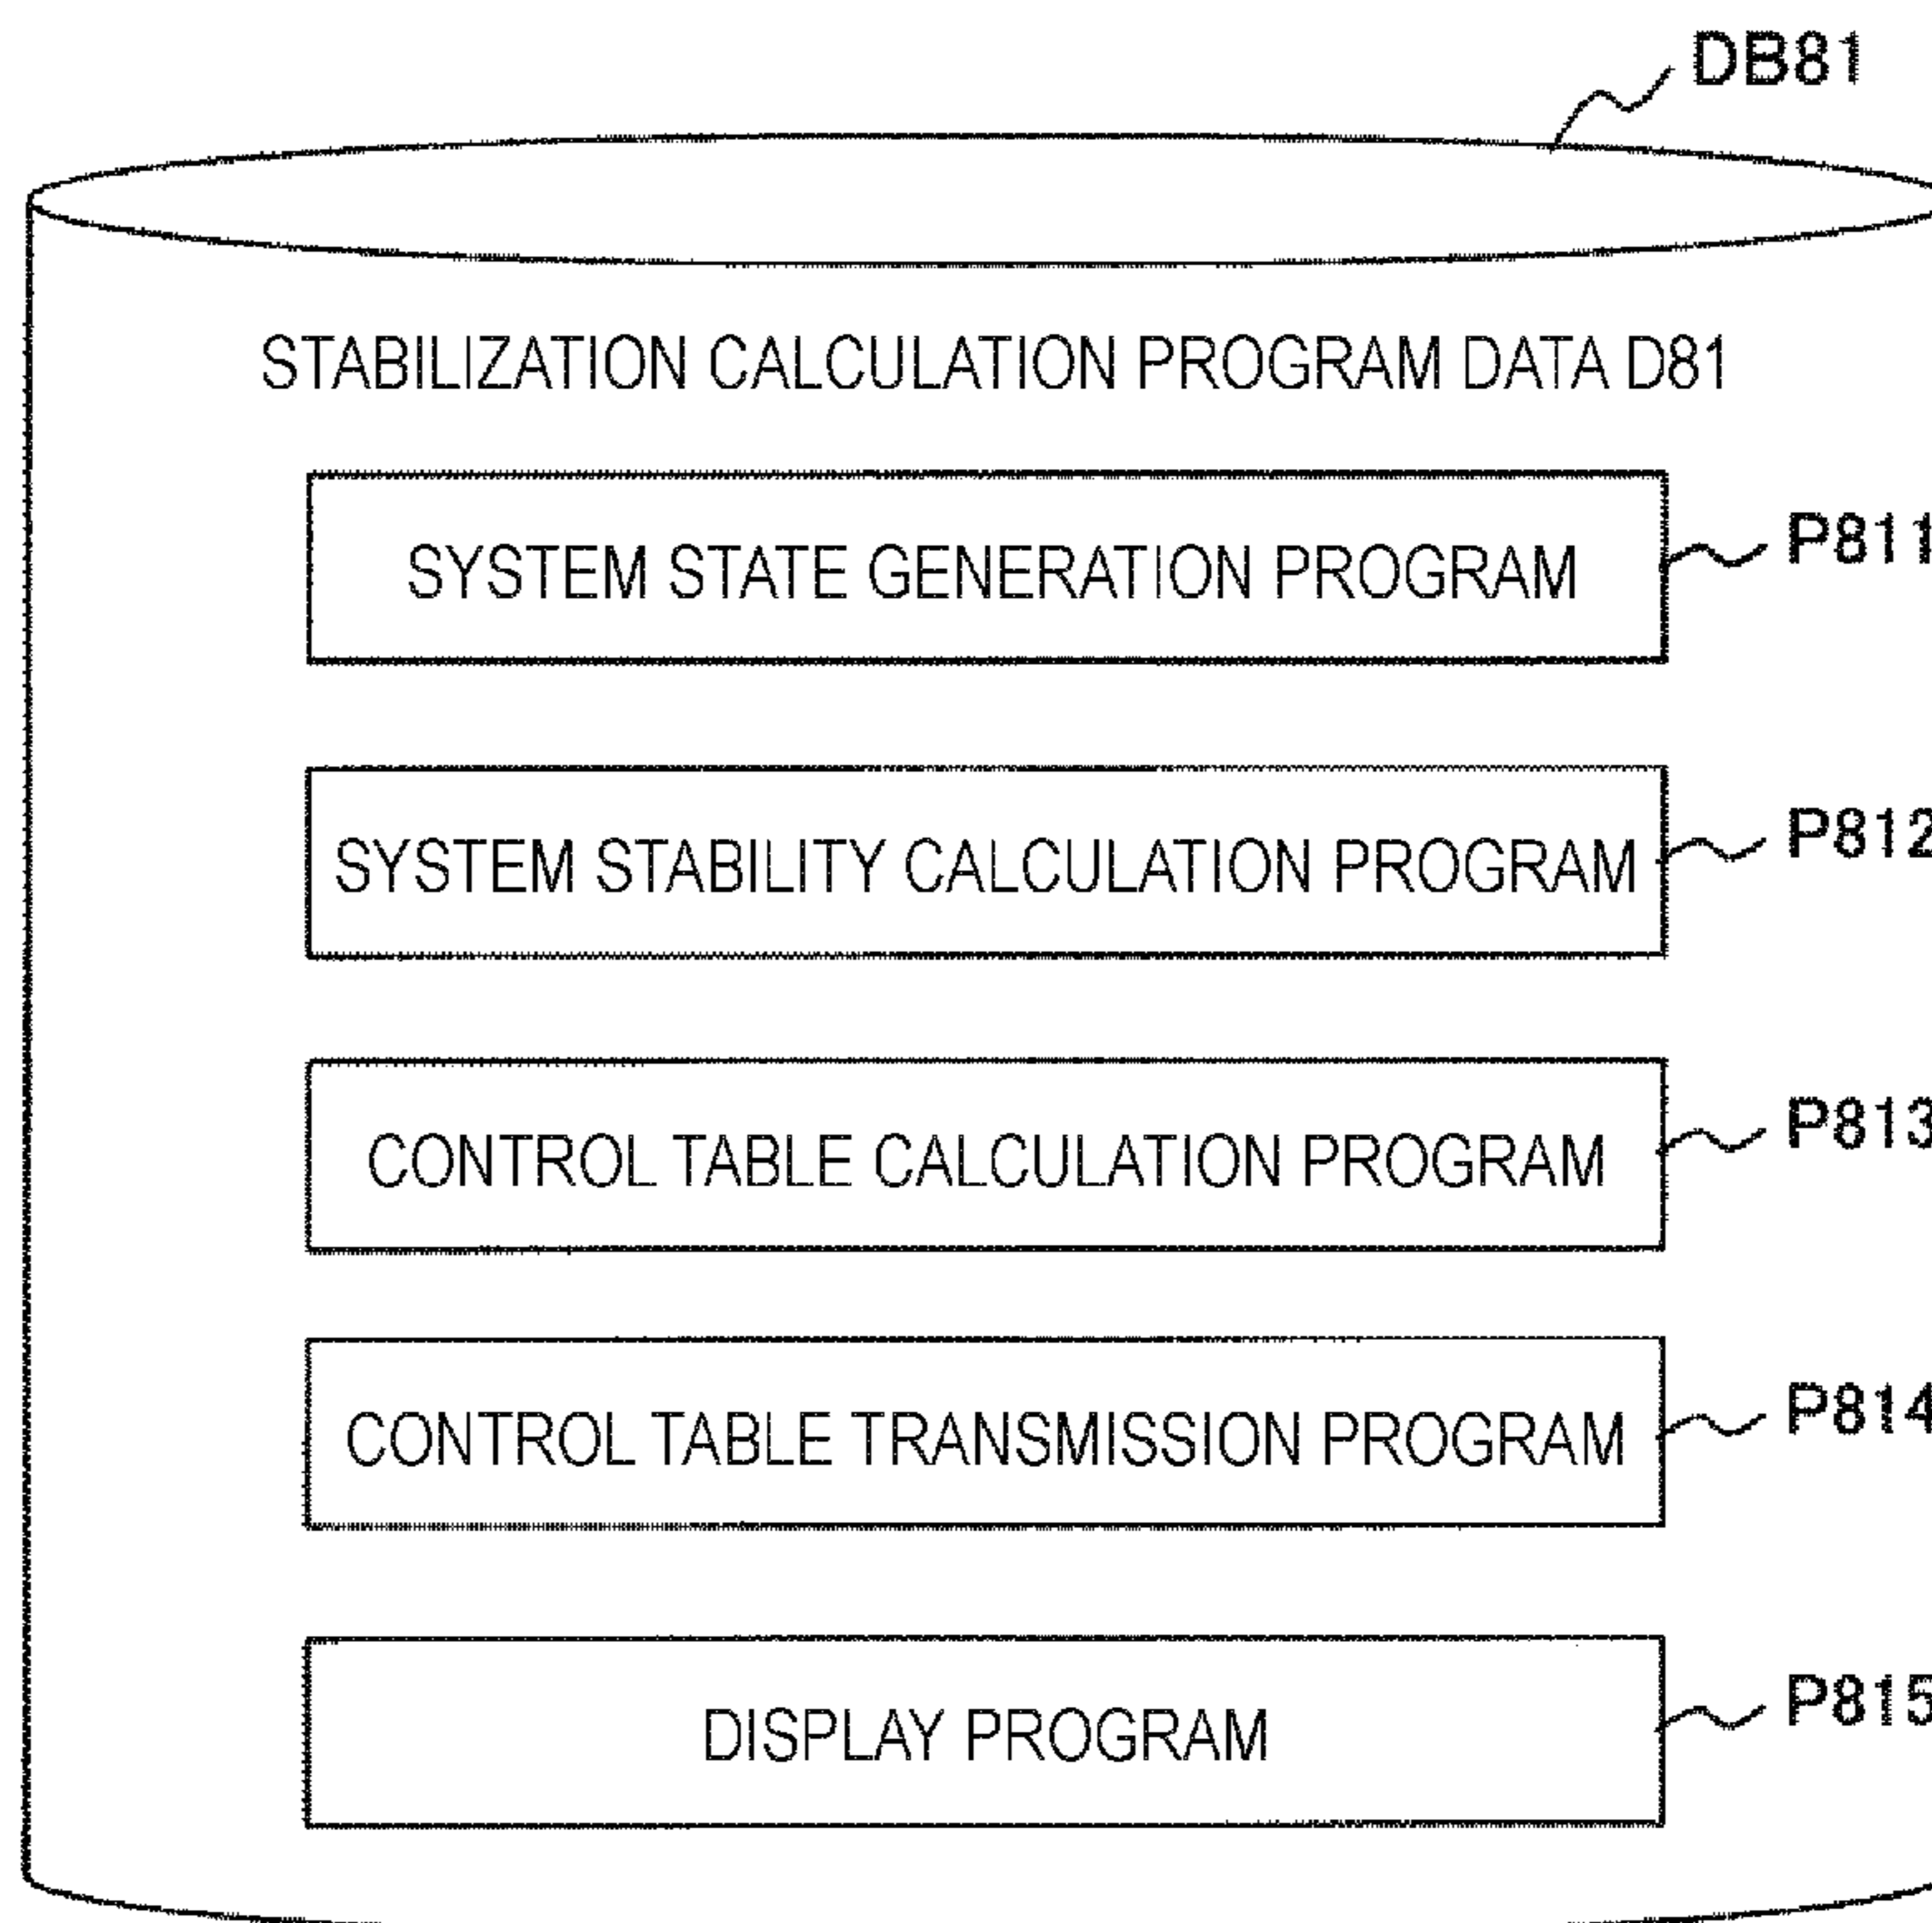 DB81
STABILIZATION CALCULATION PROGRAM DATA D81
SYSTEM STATE GENERATION PROGRAM
P811
SYSTEM STABILITY CALCULATION PROGRAM
P812
CONTROL TABLE CALCULATION PROGRAM
P813
CONTROL TABLE TRANSMISSION PROGRAM
P814
DISPLAY PROGRAM
P815